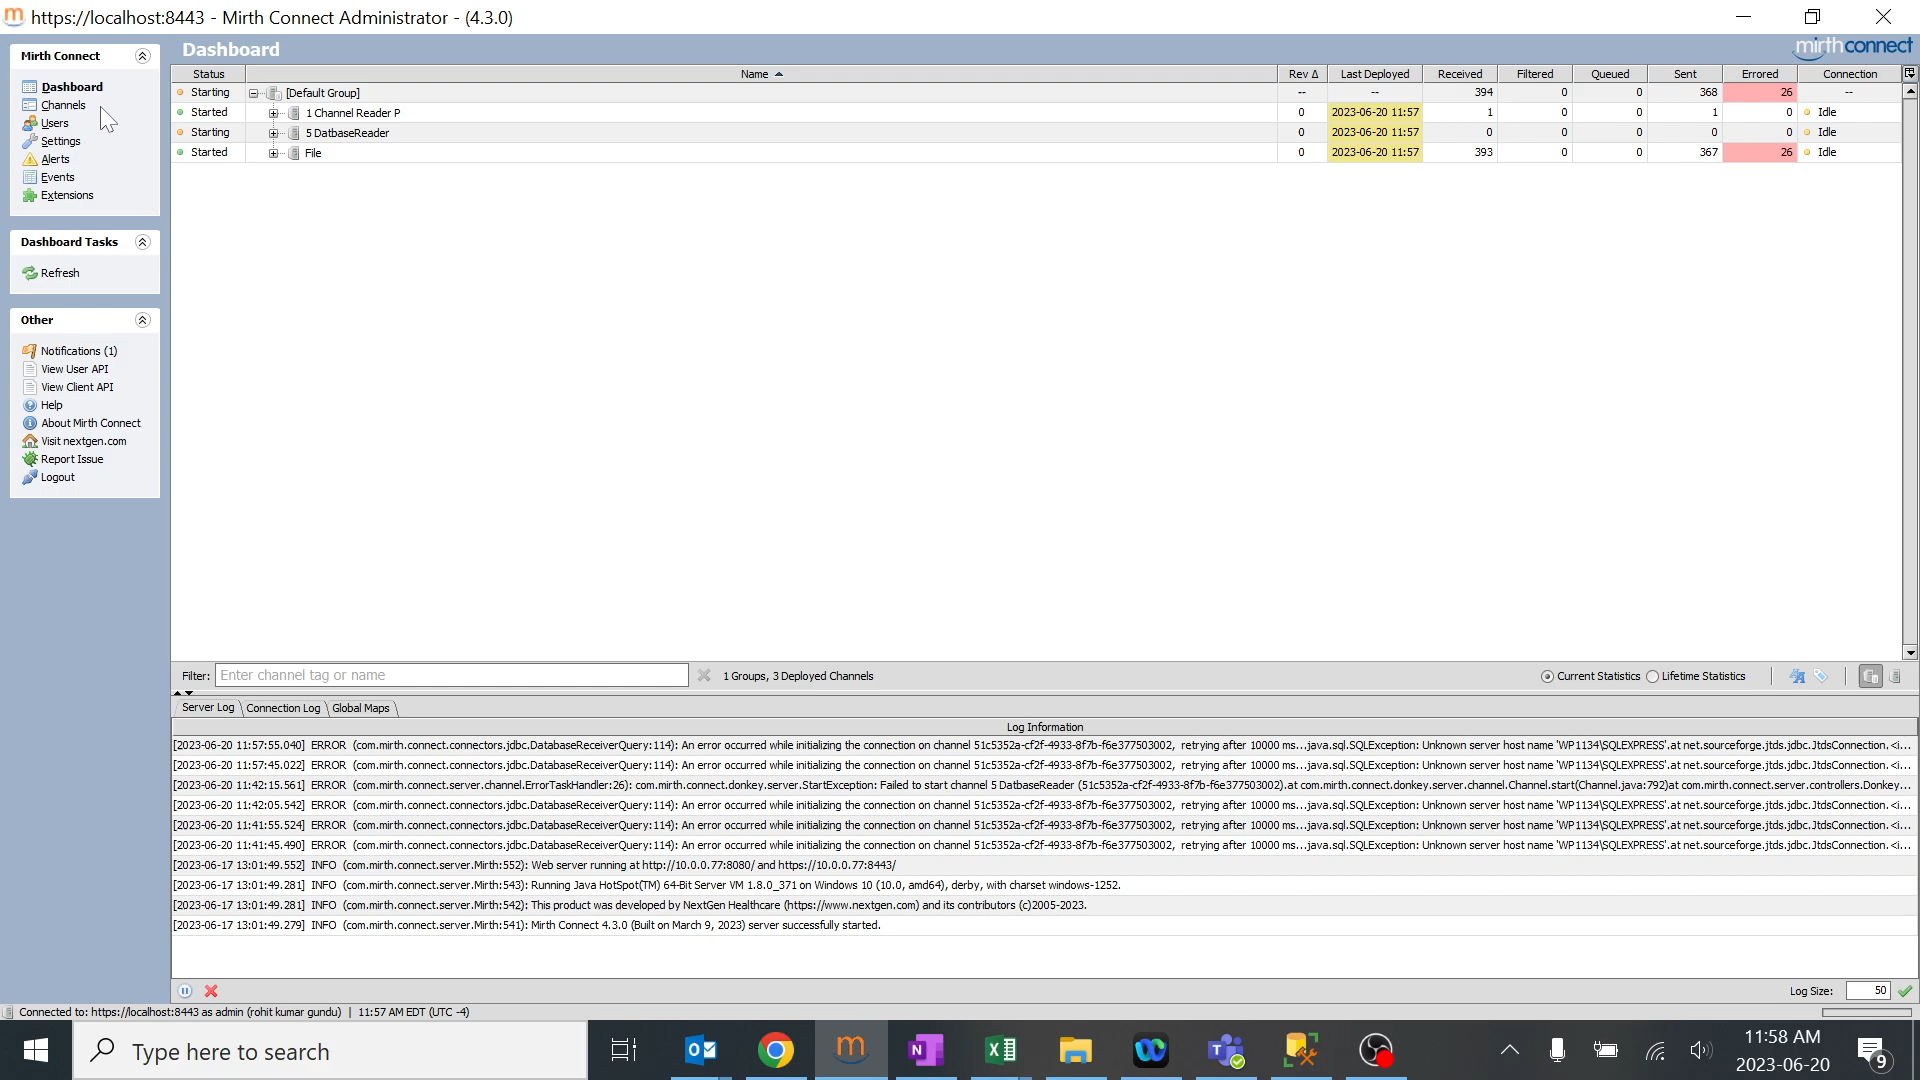 https://localhost:8443 - Mirth Connect Administrator - (4.3.0)
Mirth Connect
Dashboard
Channels
Users
Settings
Alerts
Events
Extensions
Dashboard Tasks
Refresh
Other
Notifications (1)
View User API
View Client API
Help
About Mirth Connect
Visit nextgen.com
Report Issue
Logout
Dashboard
mirth connect
Status Name Rev Δ Last Deployed Received Filtered Queued Sent Errored Connection
Starting [Default Group] -- -- 394 0 0 368 26 --
Started 1 Channel Reader P 0 2023-06-20 11:57 1 0 0 1 0 Idle
Starting 5 DatbaseReader 0 2023-06-20 11:57 0 0 0 0 0 Idle
Started File 0 2023-06-20 11:57 393 0 0 367 26 Idle
Filter: Enter channel tag or name 1 Groups, 3 Deployed Channels Current Statistics Lifetime Statistics
Server Log Connection Log Global Maps
Log Information
[2023-06-20 11:57:55.040] ERROR (com.mirth.connect.connectors.jdbc.DatabaseReceiverQuery:114): An error occurred while initializing the connection on channel 51c5352a-cf2f-4933-8f7b-f6e377503002, retrying after 10000 ms...java.sql.SQLException: Unknown server host name 'WP1134\SQLEXPRESS'.at net.sourceforge.jtds.jdbc.JtdsConnection.<i...
[2023-06-20 11:57:45.022] ERROR (com.mirth.connect.connectors.jdbc.DatabaseReceiverQuery:114): An error occurred while initializing the connection on channel 51c5352a-cf2f-4933-8f7b-f6e377503002, retrying after 10000 ms...java.sql.SQLException: Unknown server host name 'WP1134\SQLEXPRESS'.at net.sourceforge.jtds.jdbc.JtdsConnection.<i...
[2023-06-20 11:42:15.561] ERROR (com.mirth.connect.server.channel.ErrorTaskHandler:26): com.mirth.connect.donkey.server.StartException: Failed to start channel 5 DatbaseReader (51c5352a-cf2f-4933-8f7b-f6e377503002).at com.mirth.connect.donkey.server.channel.Channel.start(Channel.java:792)at com.mirth.connect.server.controllers.Donkey...
[2023-06-20 11:42:05.542] ERROR (com.mirth.connect.connectors.jdbc.DatabaseReceiverQuery:114): An error occurred while initializing the connection on channel 51c5352a-cf2f-4933-8f7b-f6e377503002, retrying after 10000 ms...java.sql.SQLException: Unknown server host name 'WP1134\SQLEXPRESS'.at net.sourceforge.jtds.jdbc.JtdsConnection.<i...
[2023-06-20 11:41:55.524] ERROR (com.mirth.connect.connectors.jdbc.DatabaseReceiverQuery:114): An error occurred while initializing the connection on channel 51c5352a-cf2f-4933-8f7b-f6e377503002, retrying after 10000 ms...java.sql.SQLException: Unknown server host name 'WP1134\SQLEXPRESS'.at net.sourceforge.jtds.jdbc.JtdsConnection.<i...
[2023-06-20 11:41:45.490] ERROR (com.mirth.connect.connectors.jdbc.DatabaseReceiverQuery:114): An error occurred while initializing the connection on channel 51c5352a-cf2f-4933-8f7b-f6e377503002, retrying after 10000 ms...java.sql.SQLException: Unknown server host name 'WP1134\SQLEXPRESS'.at net.sourceforge.jtds.jdbc.JtdsConnection.<i...
[2023-06-17 13:01:49.552] INFO (com.mirth.connect.server.Mirth:552): Web server running at http://10.0.0.77:8080/ and https://10.0.0.77:8443/
[2023-06-17 13:01:49.281] INFO (com.mirth.connect.server.Mirth:543): Running Java HotSpot(TM) 64-Bit Server VM 1.8.0_371 on Windows 10 (10.0, amd64), derby, with charset windows-1252.
[2023-06-17 13:01:49.281] INFO (com.mirth.connect.server.Mirth:542): This product was developed by NextGen Healthcare (https://www.nextgen.com) and its contributors (c)2005-2023.
[2023-06-17 13:01:49.279] INFO (com.mirth.connect.server.Mirth:541): Mirth Connect 4.3.0 (Built on March 9, 2023) server successfully started.
Log Size: 50
Connected to: https://localhost:8443 as admin (rohit kumar gundu) | 11:57 AM EDT (UTC -4)
Type here to search
11:58 AM
2023-06-20
9